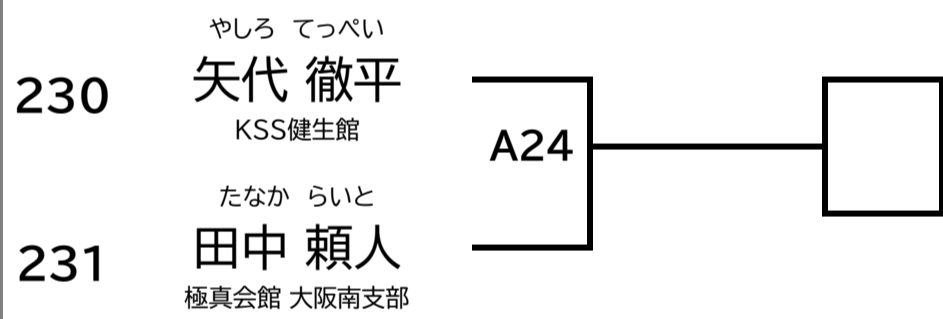 やしろ てっぺい
230 矢代 徹平
KSS健生館
A24
たなか らいと
231 田中 頼人
極真会館 大阪南支部